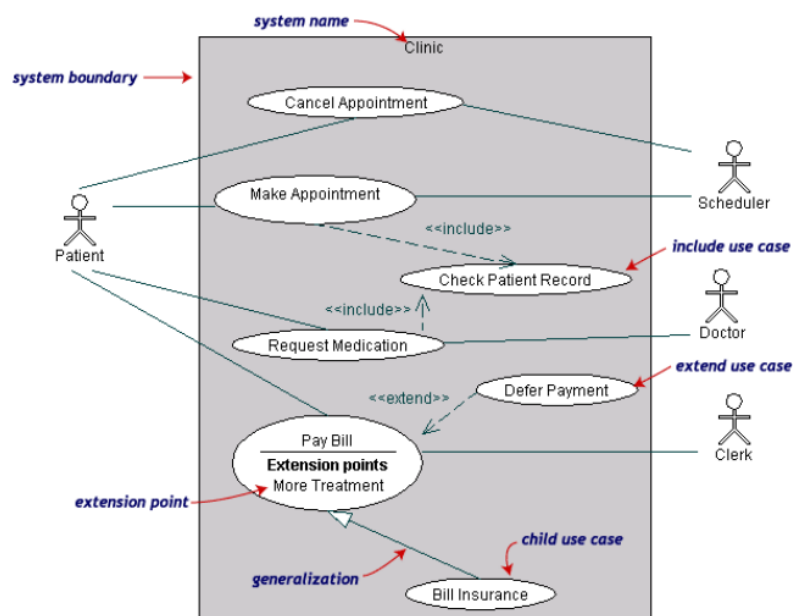 system name
Clinic
system boundary
Cancel Appointment
Make Appointment
Scheduler
<<include>>
Patient
include use case
Check Patient Record
<<include>>
Doctor
Request Medication
extend use case
Defer Payment
<<extend>>
Pay Bill
Clerk
Extension points
More Treatment
extension point
child use case
generalization
Bill Insurance